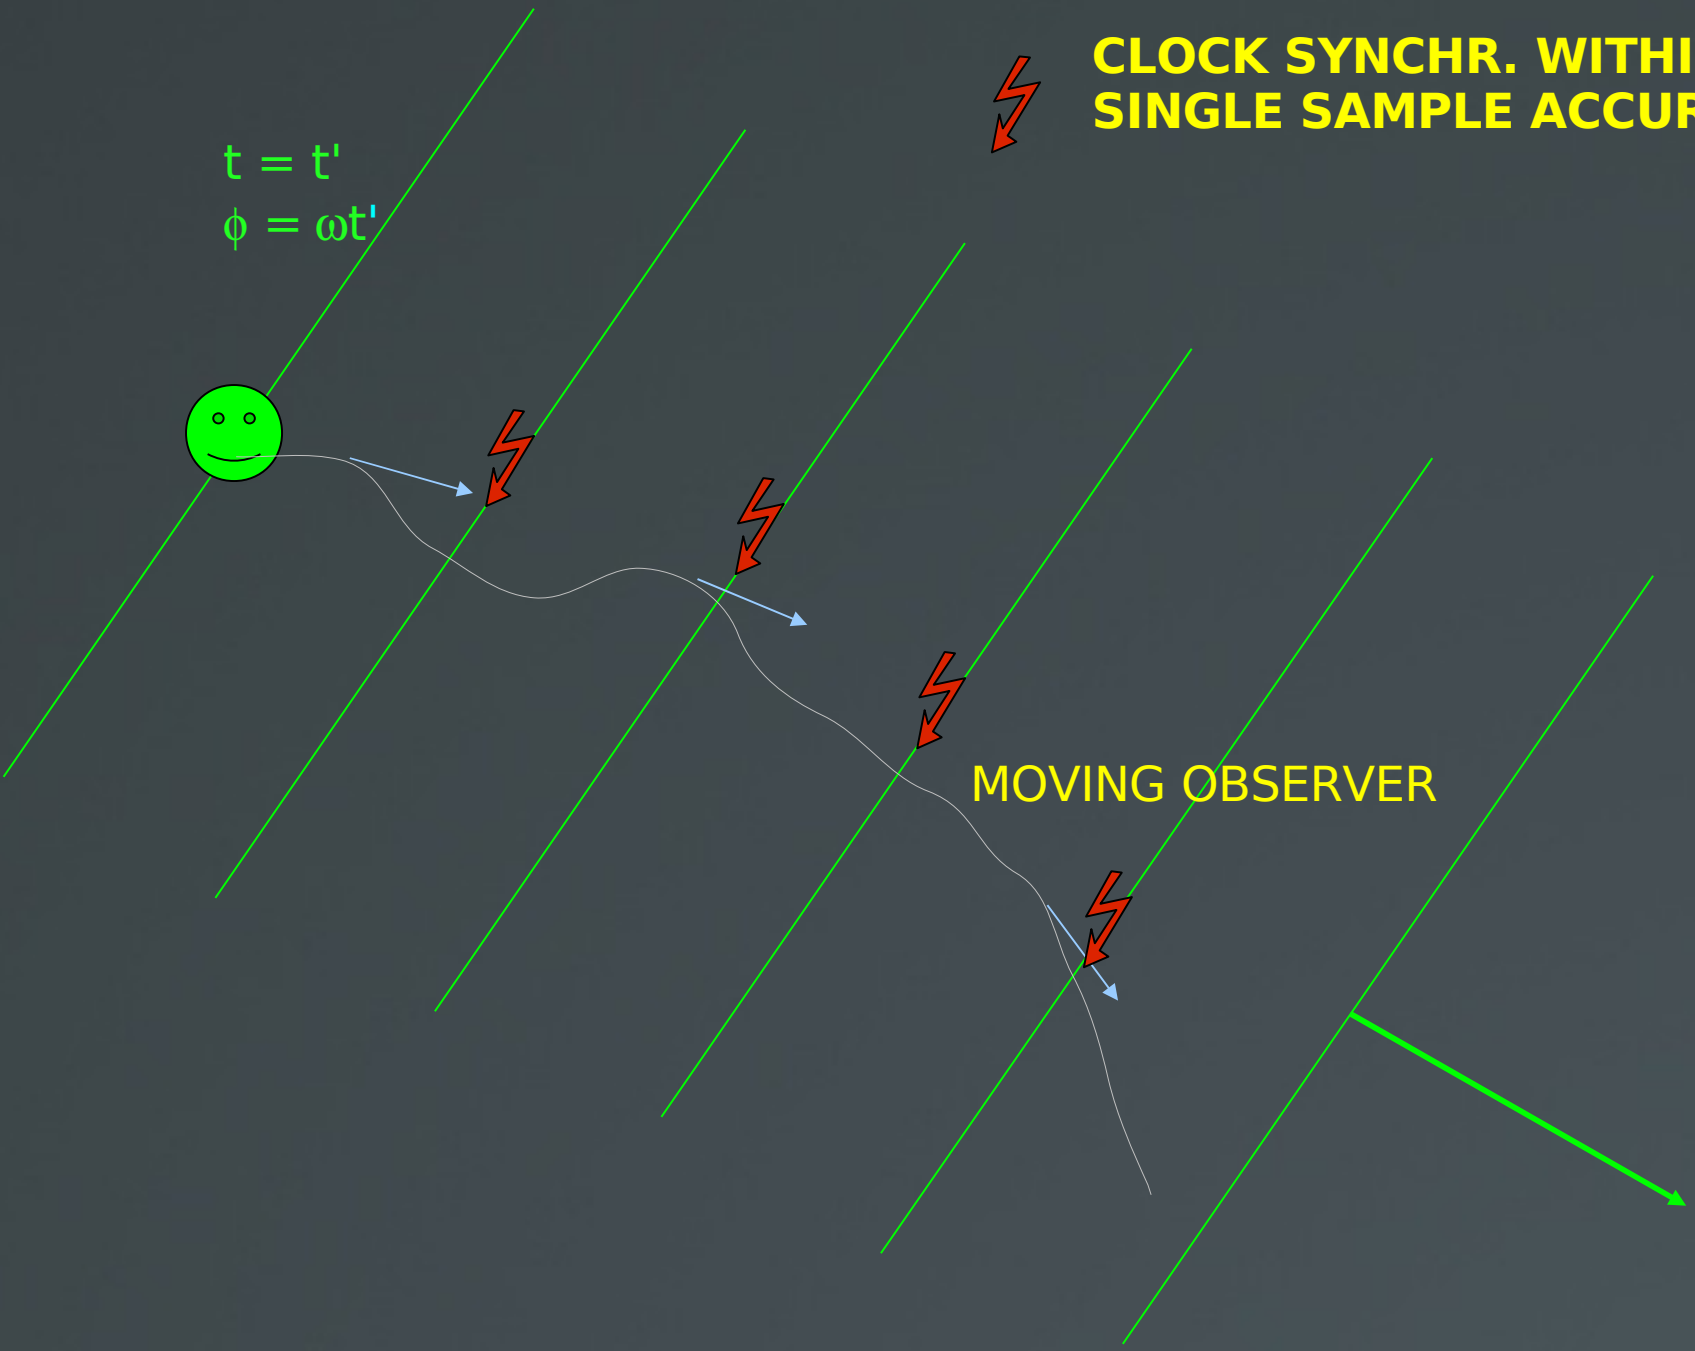 CLOCK SYNCHR. WITHI
SINGLE SAMPLE ACCUR
t = t'
ϕ = ωt'
MOVING OBSERVER